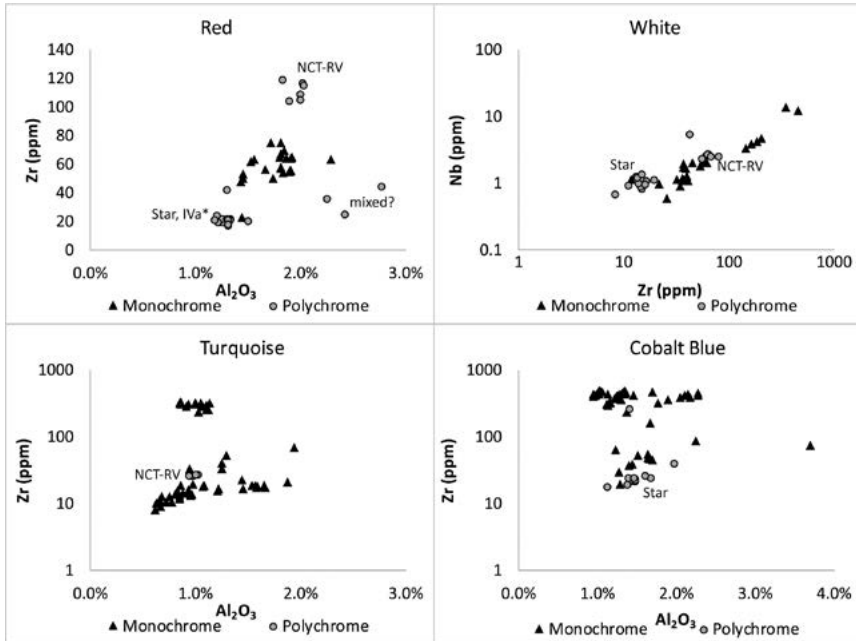 Red
Zr (ppm)
140
120
100
80
60
40
20
0
NCT-RV
Star, IVa*
mixed?
0.0% 1.0% 2.0% 3.0%
Al₂O₃
▲ Monochrome ● Polychrome
White
Nb (ppm)
100
10
1
0.1
Star
NCT-RV
1 10 100 1000
Zr (ppm)
▲ Monochrome ● Polychrome
Turquoise
Zr (ppm)
1000
100
10
1
NCT-RV
0.0% 1.0% 2.0% 3.0%
Al₂O₃
▲ Monochrome ● Polychrome
Cobalt Blue
Zr (ppm)
1000
100
10
1
Star
0.0% 1.0% 2.0% 3.0% 4.0%
Al₂O₃
▲ Monochrome ● Polychrome